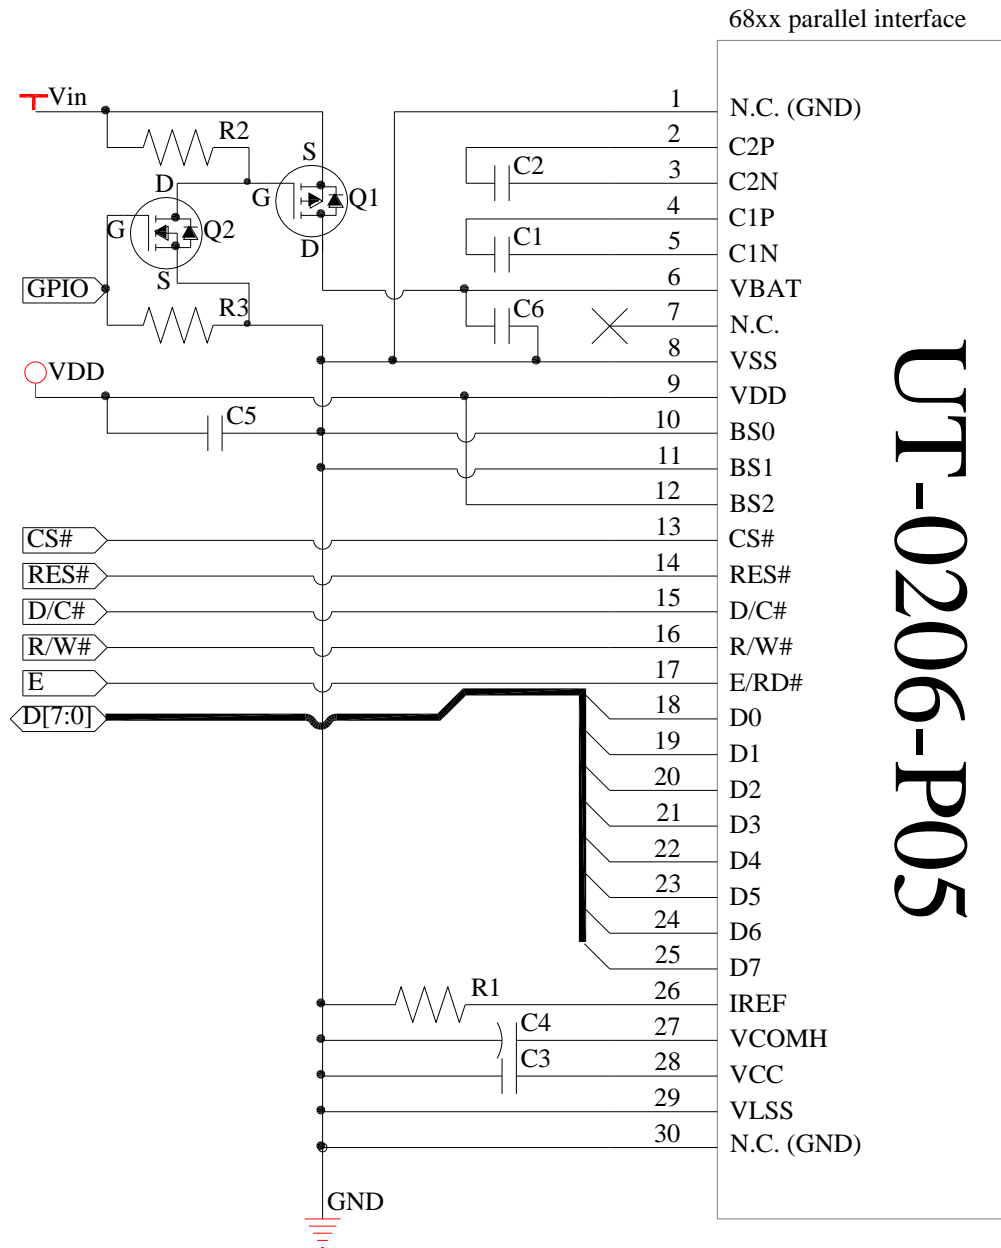 68xx parallel interface
Vin
R2
S
D
G
Q1
G
Q2
D
S
GPIO
R3
VDD
C5
C2
C1
C6
CS#
RES#
D/C#
R/W#
E
D[7:0]
R1
C4
C3
GND
1 N.C. (GND)
2 C2P
3 C2N
4 C1P
5 C1N
6 VBAT
7 N.C.
8 VSS
9 VDD
10 BS0
11 BS1
12 BS2
13 CS#
14 RES#
15 D/C#
16 R/W#
17 E/RD#
18 D0
19 D1
20 D2
21 D3
22 D4
23 D5
24 D6
25 D7
26 IREF
27 VCOMH
28 VCC
29 VLSS
30 N.C. (GND)
UT-0206-P05